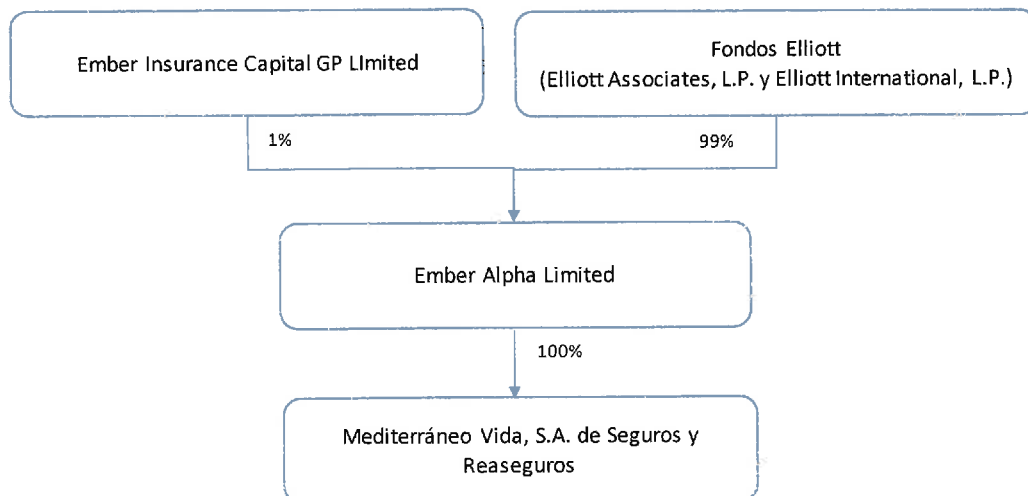 Ember Insurance Capital GP LImited
Fondos Elliott
(Elliott Associates, L.P. y Elliott International, L.P.)
1%
99%
Ember Alpha Limited
100%
Mediterráneo Vida, S.A. de Seguros y
Reaseguros